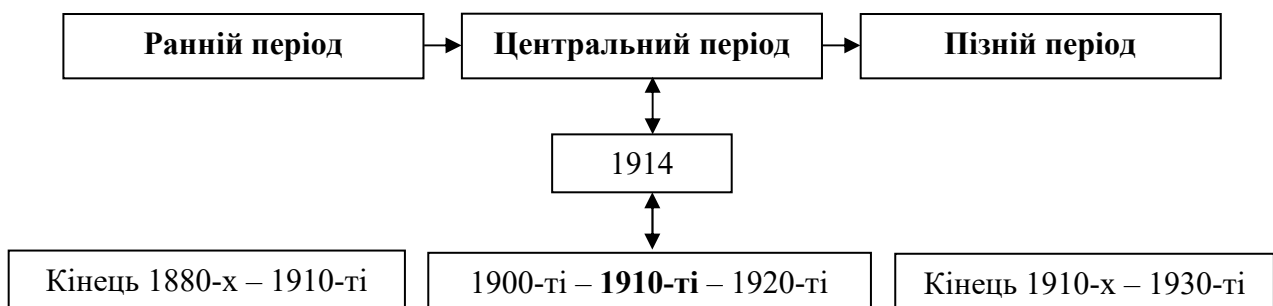 Ранній період
Центральний період
Пізній період
1914
Кінець 1880-х – 1910-ті
1900-ті – 1910-ті – 1920-ті
Кінець 1910-х – 1930-ті